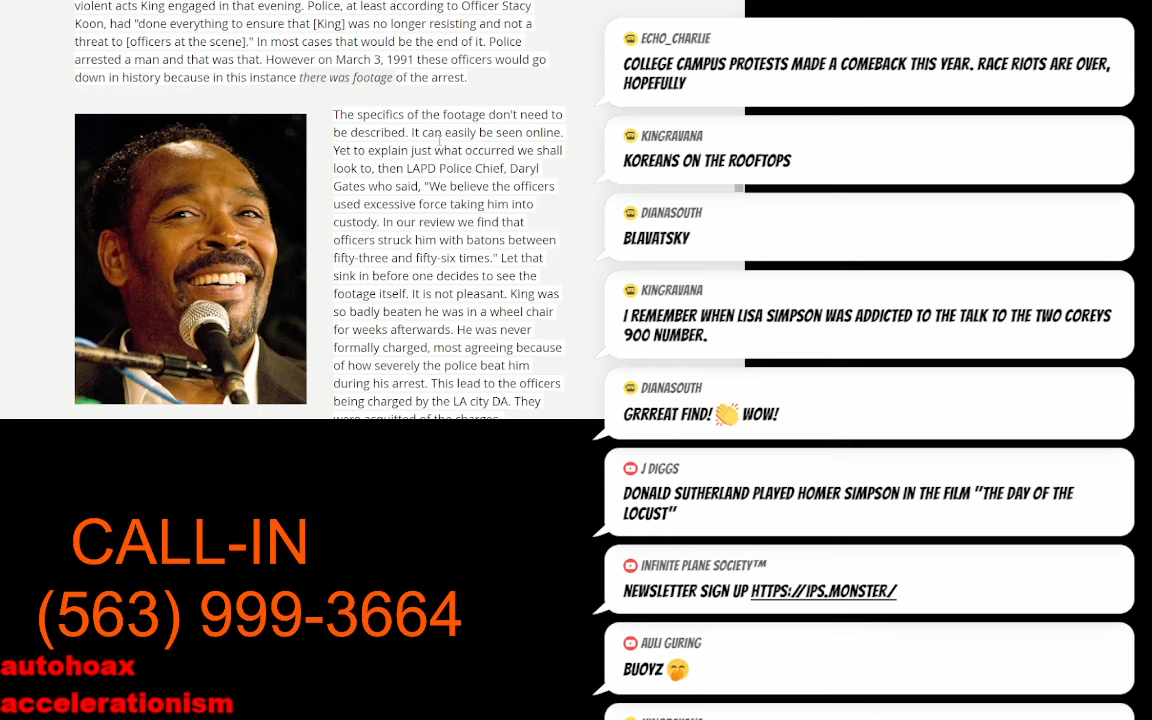 violent acts King engaged in that evening. Police, at least according to Officer Stacy
Koon, had "done everything to ensure that [King] was no longer resisting and not a
threat to [officers at the scene]." In most cases that would be the end of it. Police
arrested a man and that was that. However on March 3, 1991 these officers would go
down in history because in this instance there was footage of the arrest.
The specifics of the footage don't need to
be described. It can easily be seen online.
Yet to explain just what occurred we shall
look to, then LAPD Police Chief, Daryl
Gates who said, "We believe the officers
used excessive force taking him into
custody. In our review we find that
officers struck him with batons between
fifty-three and fifty-six times." Let that
sink in before one decides to see the
footage itself. It is not pleasant. King was
so badly beaten he was in a wheel chair
for weeks afterwards. He was never
formally charged, most agreeing because
of how severely the police beat him
during his arrest. This lead to the officers
being charged by the LA city DA. They
were acquitted of the charges
CALL-IN
(563) 999-3664
autohoax
accelerationism
ECHO_CHARLIE
COLLEGE CAMPUS PROTESTS MADE A COMEBACK THIS YEAR. RACE RIOTS ARE OVER,
HOPEFULLY
KINGRAVANA
KOREANS ON THE ROOFTOPS
DIANASOUTH
BLAVATSKY
KINGRAVANA
I REMEMBER WHEN LISA SIMPSON WAS ADDICTED TO THE TALK TO THE TWO COREYS
900 NUMBER.
DIANASOUTH
GRRREAT FIND! 👏 WOW!
J DIGGS
DONALD SUTHERLAND PLAYED HOMER SIMPSON IN THE FILM "THE DAY OF THE
LOCUST"
INFINITE PLANE SOCIETY™
NEWSLETTER SIGN UP HTTPS://IPS.MONSTER/
AULI GURING
BUOYZ 🤭